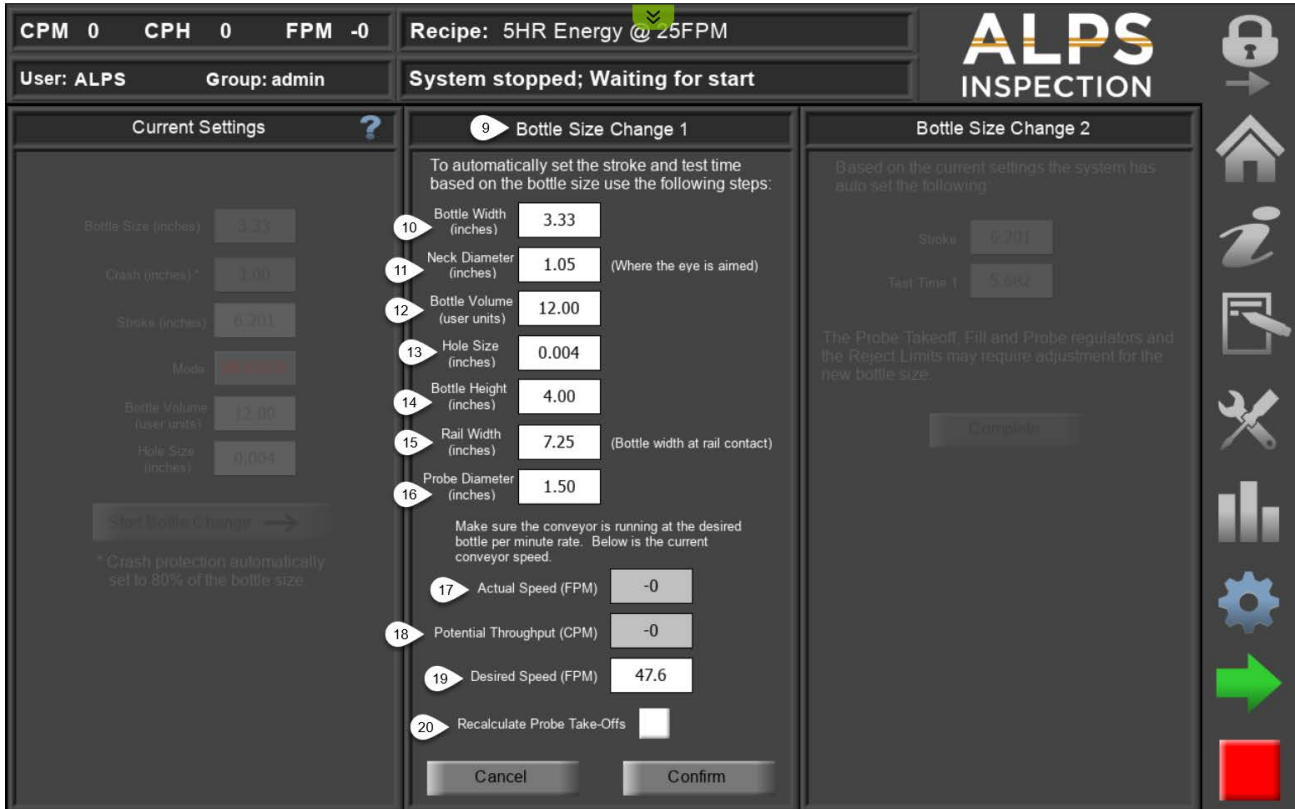 CPM 0 CPH 0 FPM -0
Recipe: 5HR Energy @ 25FPM
User: ALPS Group: admin
System stopped; Waiting for start
ALPS
INSPECTION
Current Settings
?
Bottle Size (inches) 3.33
Crash (inches) * 1.00
Stroke (inches) 6.201
Mode
Bottle Volume
(user units)
12.00
Hole Size
(inches)
0.004
Start Bottle Change
* Crash protection automatically
set to 80% of the bottle size.
9 Bottle Size Change 1
To automatically set the stroke and test time
based on the bottle size use the following steps:
10 Bottle Width
(inches)
3.33
11 Neck Diameter
(inches)
1.05 (Where the eye is aimed)
12 Bottle Volume
(user units)
12.00
13 Hole Size
(inches)
0.004
14 Bottle Height
(inches)
4.00
15 Rail Width
(inches)
7.25 (Bottle width at rail contact)
16 Probe Diameter
(inches)
1.50
Make sure the conveyor is running at the desired
bottle per minute rate. Below is the current
conveyor speed.
17 Actual Speed (FPM) -0
18 Potential Throughput (CPM) -0
19 Desired Speed (FPM) 47.6
20 Recalculate Probe Take-Offs
Cancel Confirm
Bottle Size Change 2
Based on the current settings the system has
auto set the following:
Stroke 6.201
Test Time 1 5.682
The Probe Takeoff, Fill and Probe regulators and
the Reject Limits may require adjustment for the
new bottle size.
Complete